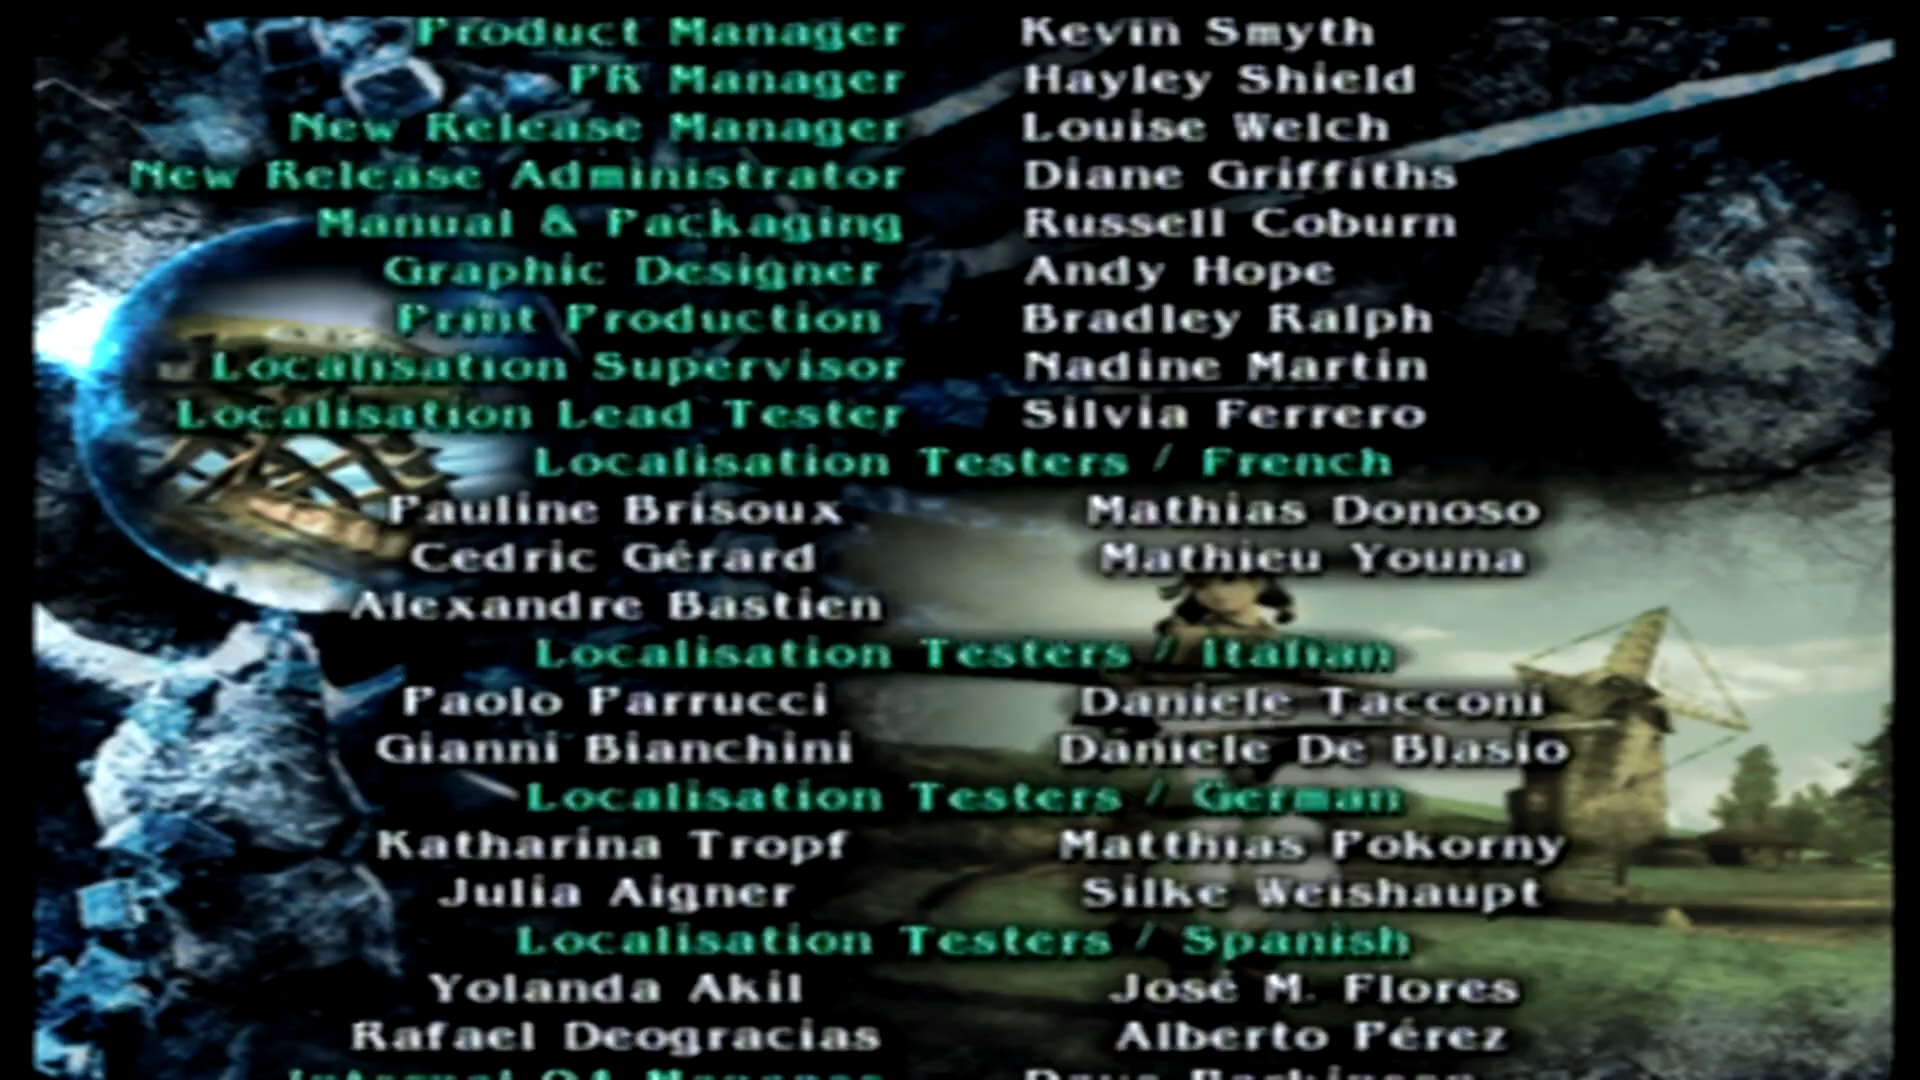 Product Manager Kevin Smyth
PR Manager Hayley Shield
New Release Manager Louise Welch
New Release Administrator Diane Griffiths
Manual & Packaging Russell Coburn
Graphic Designer Andy Hope
Print Production Bradley Ralph
Localisation Supervisor Nadine Martin
Localisation Lead Tester Silvia Ferrero
Localisation Testers / French
Pauline Brisoux Mathias Donoso
Cedric Gérard Mathieu Youna
Alexandre Bastien
Localisation Testers / Italian
Paolo Parrucci Daniele Tacconi
Gianni Bianchini Daniele De Blasio
Localisation Testers / German
Katharina Tropf Matthias Pokorny
Julia Aigner Silke Weishaupt
Localisation Testers / Spanish
Yolanda Akil José M. Flores
Rafael Deogracias Alberto Pérez